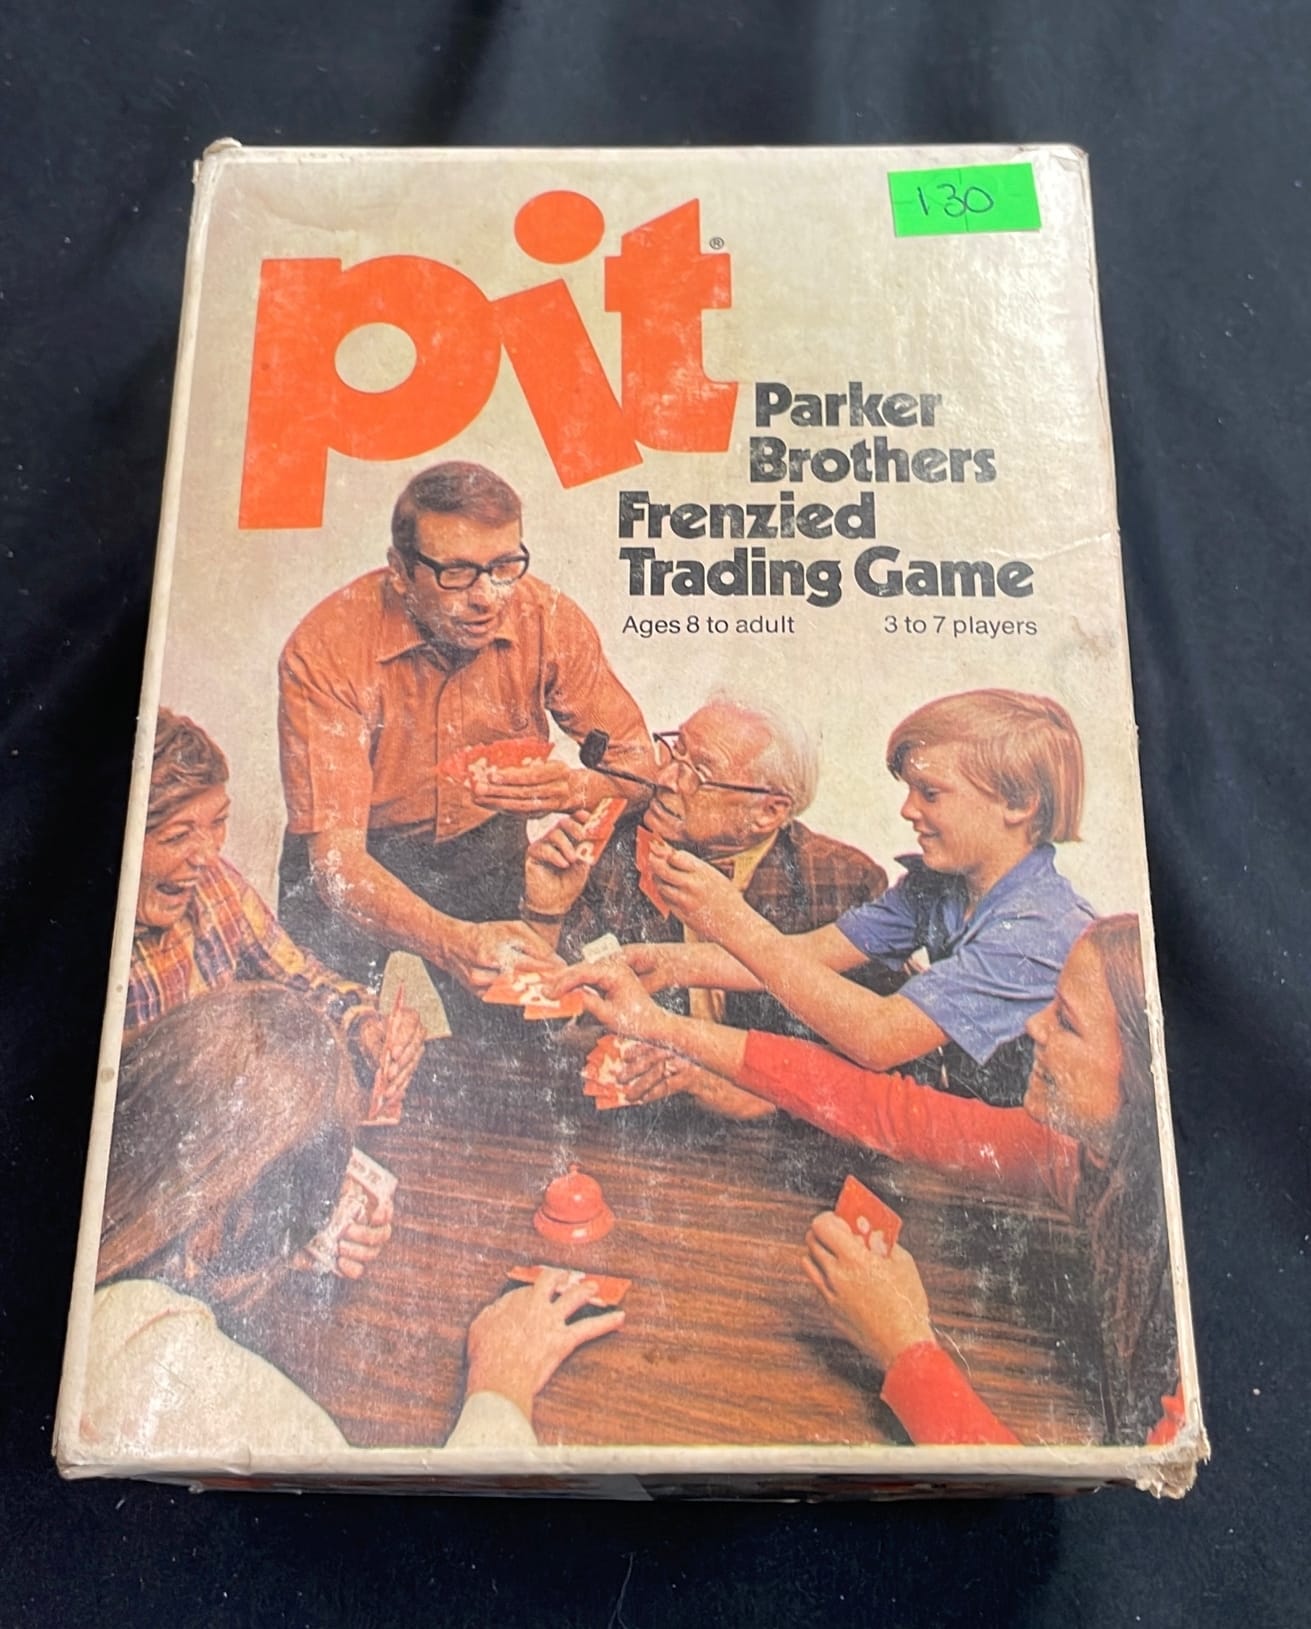 130
pit®
Parker
Brothers
Frenzied
Trading Game
Ages 8 to adult 3 to 7 players